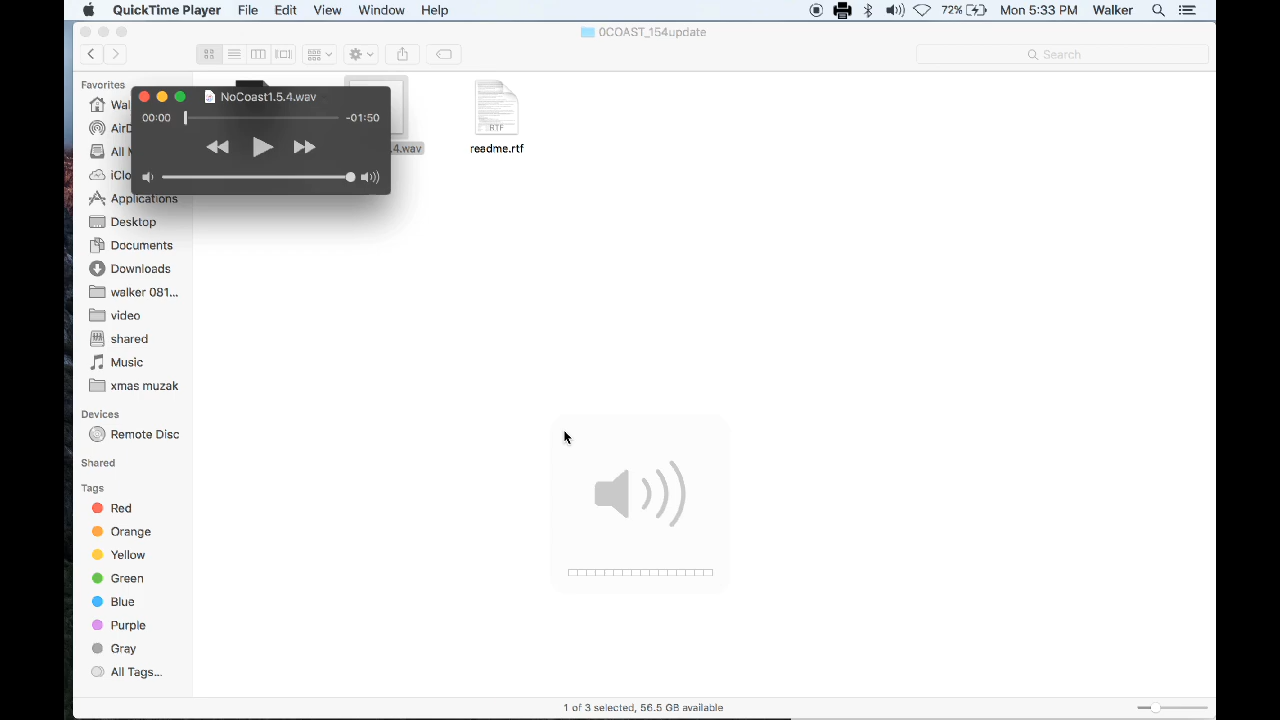 QuickTime Player File Edit View Window Help 72% Mon 5:33 PM Walker
0COAST_154update
Search
Favorites
0Coast1.5.4.wav
00:00 -01:50
4.wav
RTF
readme.rtf
Applications
Desktop
Documents
Downloads
walker 081...
video
shared
Music
xmas muzak
Devices
Remote Disc
Shared
Tags
Red
Orange
Yellow
Green
Blue
Purple
Gray
All Tags...
1 of 3 selected, 56.5 GB available